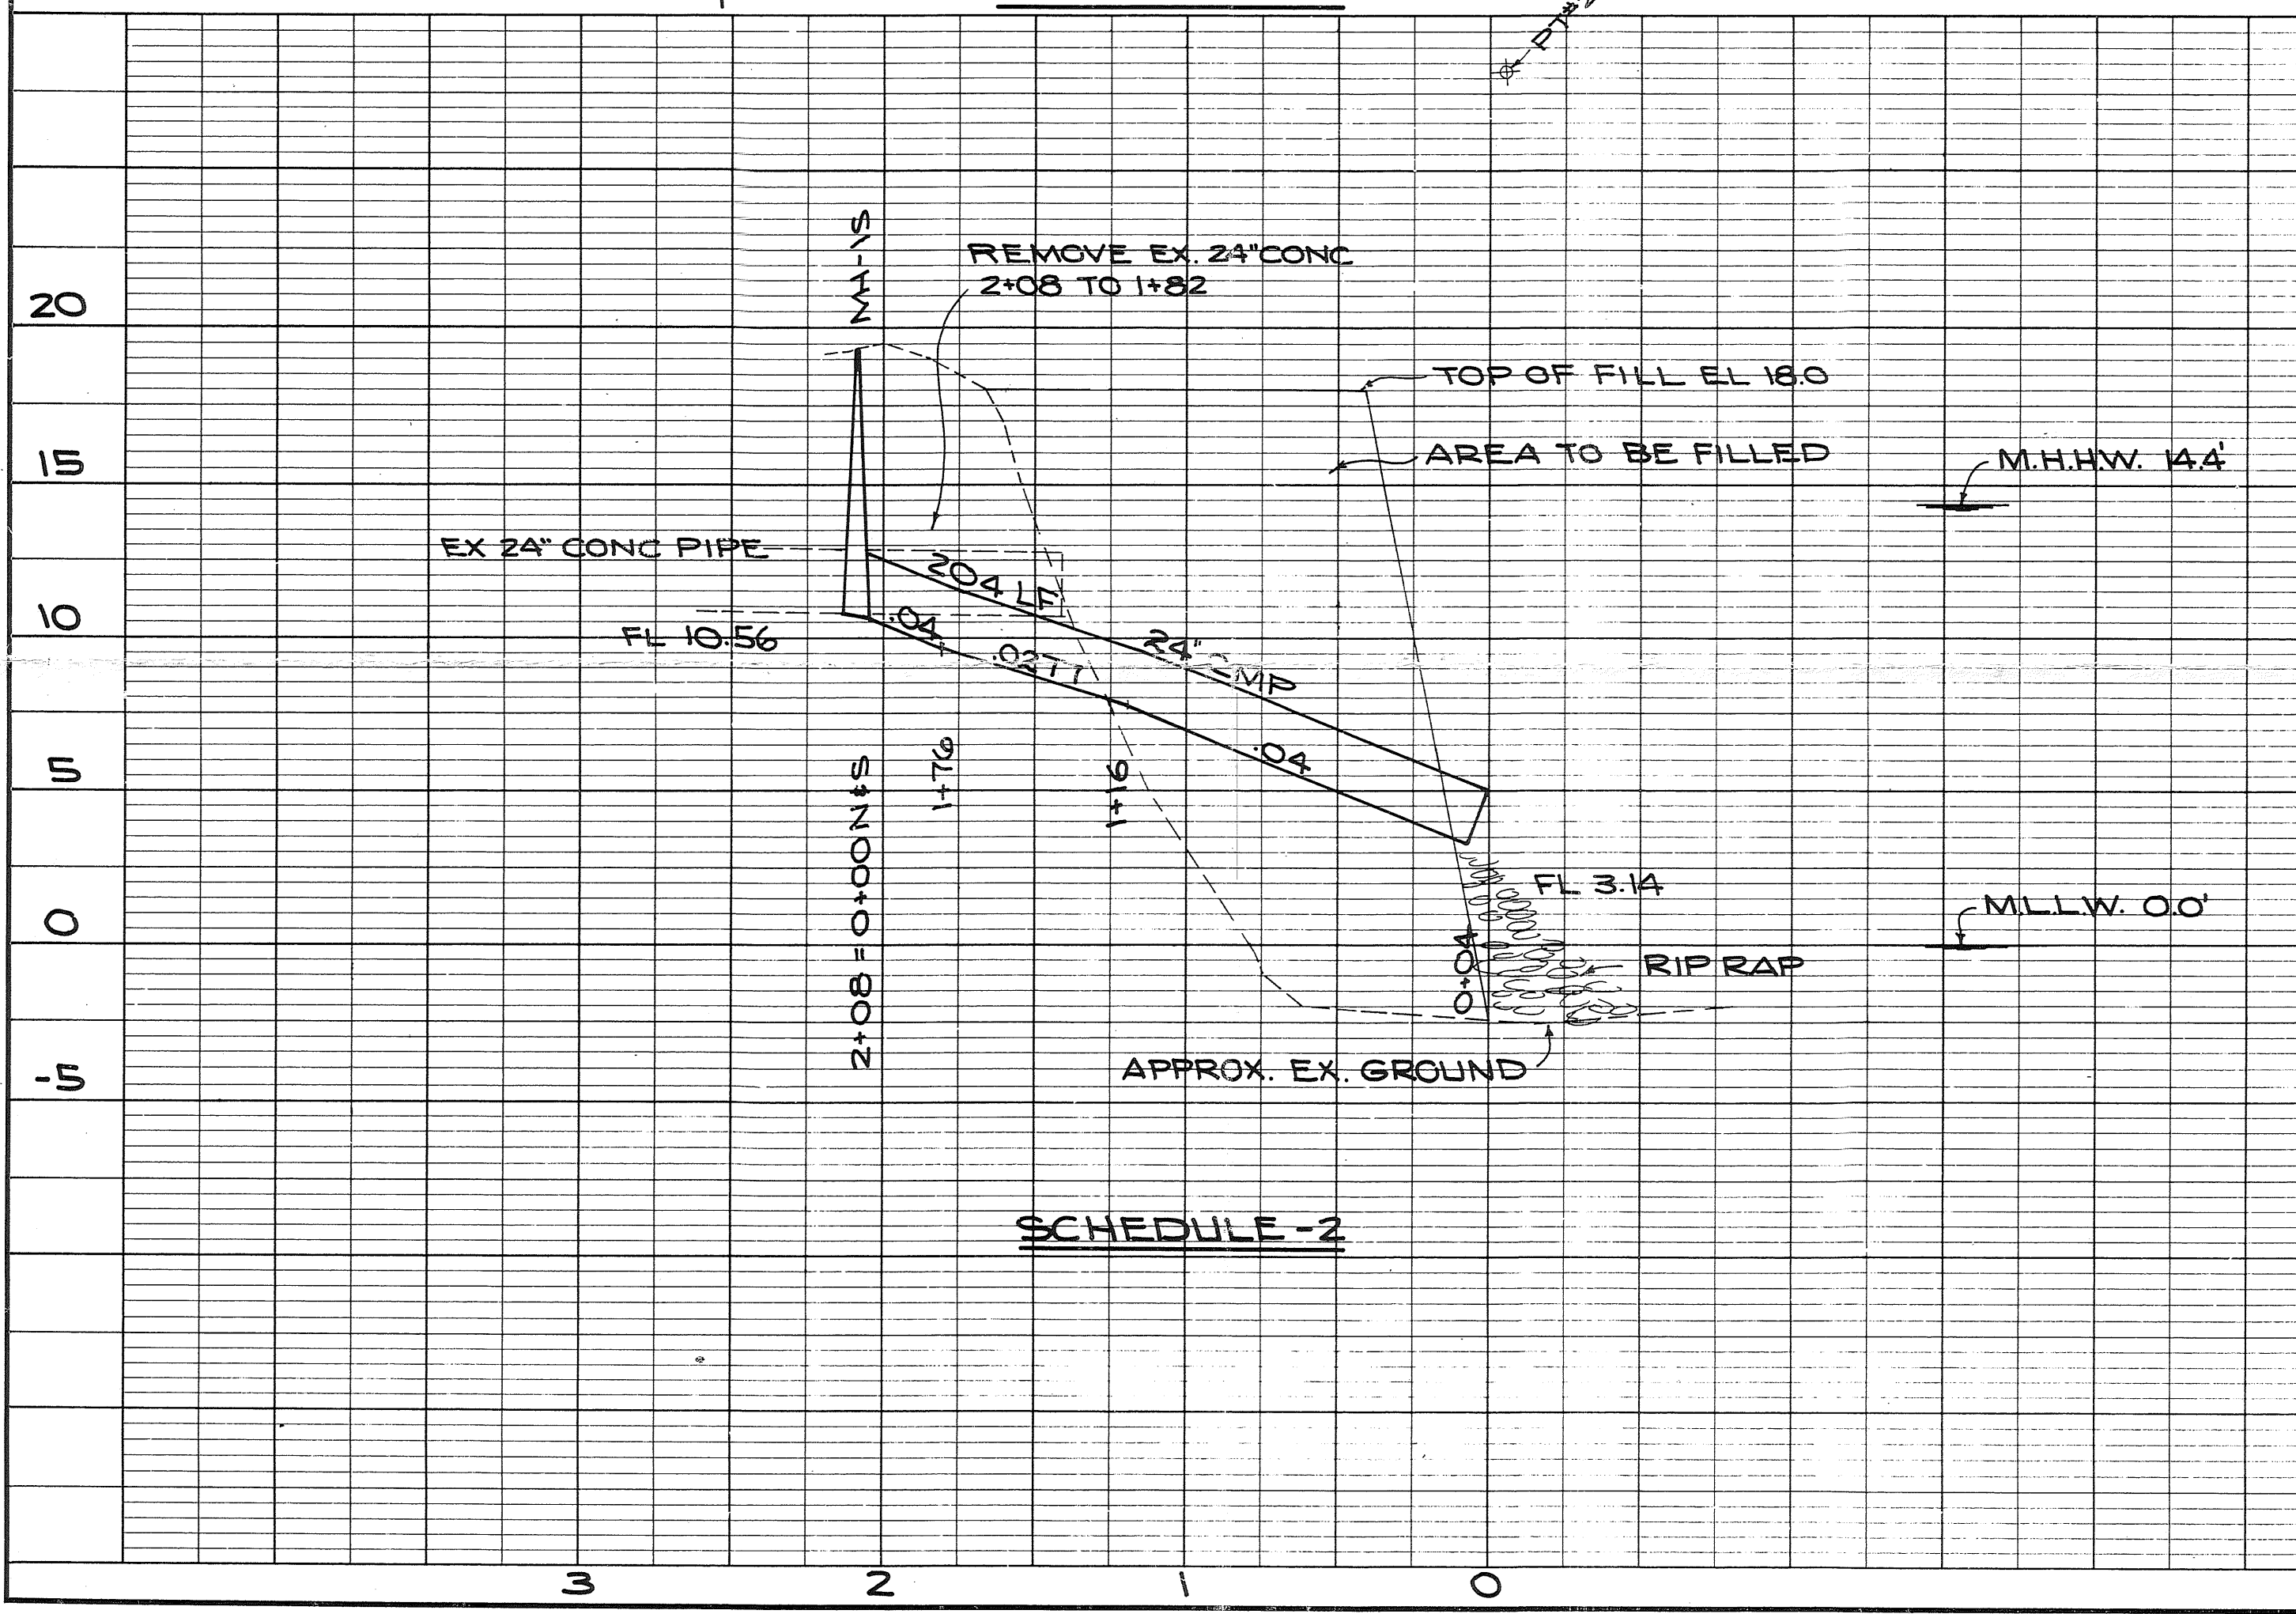 PT#2
MH-1S
REMOVE EX. 24" CONC
2+08 TO 1+82
20
TOP OF FILL EL 18.0
15
AREA TO BE FILLED
M.H.H.W. 14.4'
EX 24" CONC PIPE
204 LF
10
FL 10.56
.04
.0277
24" CMP
5
.04
1+76
1+16
2+08 = 0+00 N&S
FL 3.14
0
M.L.L.W. 0.0'
0+04
RIP RAP
-5
APPROX. EX. GROUND
SCHEDULE -2
3
2
1
0